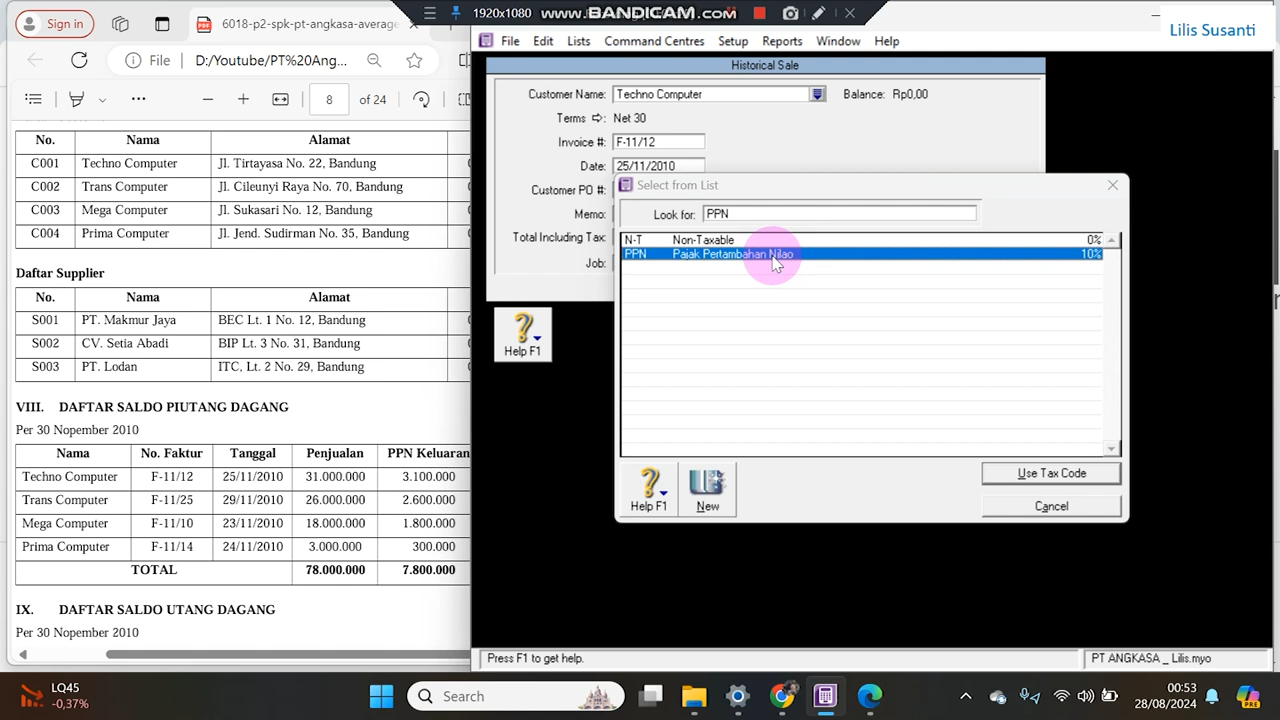 1920x1080 www.BANDICAM.com
Lilis Susanti
Sign in
6018-p2-spk-pt-angkasa-average
File D:/Youtube/PT%20Ang...
8 of 24
No. Nama Alamat
C001 Techno Computer Jl. Tirtayasa No. 22, Bandung
C002 Trans Computer Jl. Cileunyi Raya No. 70, Bandung
C003 Mega Computer Jl. Sukasari No. 12, Bandung
C004 Prima Computer Jl. Jend. Sudirman No. 35, Bandung
Daftar Supplier
No. Nama Alamat
S001 PT. Makmur Jaya BEC Lt. 1 No. 12, Bandung
S002 CV. Setia Abadi BIP Lt. 3 No. 31, Bandung
S003 PT. Lodan ITC, Lt. 2 No. 29, Bandung
VIII. DAFTAR SALDO PIUTANG DAGANG
Per 30 Nopember 2010
Nama No. Faktur Tanggal Penjualan PPN Keluaran
Techno Computer F-11/12 25/11/2010 31.000.000 3.100.000
Trans Computer F-11/25 29/11/2010 26.000.000 2.600.000
Mega Computer F-11/10 23/11/2010 18.000.000 1.800.000
Prima Computer F-11/14 24/11/2010 3.000.000 300.000
TOTAL 78.000.000 7.800.000
IX. DAFTAR SALDO UTANG DAGANG
Per 30 Nopember 2010
File Edit Lists Command Centres Setup Reports Window Help
Historical Sale
Customer Name: Techno Computer Balance: Rp0,00
Terms Net 30
Invoice #: F-11/12
Date: 25/11/2010
Customer PO #:
Memo:
Total Including Tax:
Job:
Help F1
Select from List
Look for: PPN
N-T Non-Taxable 0%
PPN Pajak Pertambahan Nilao 10%
Help F1
New
Use Tax Code
Cancel
Press F1 to get help.
PT ANGKASA _ Lilis.myo
LQ45
-0,37%
Search
00:53
28/08/2024
PRE